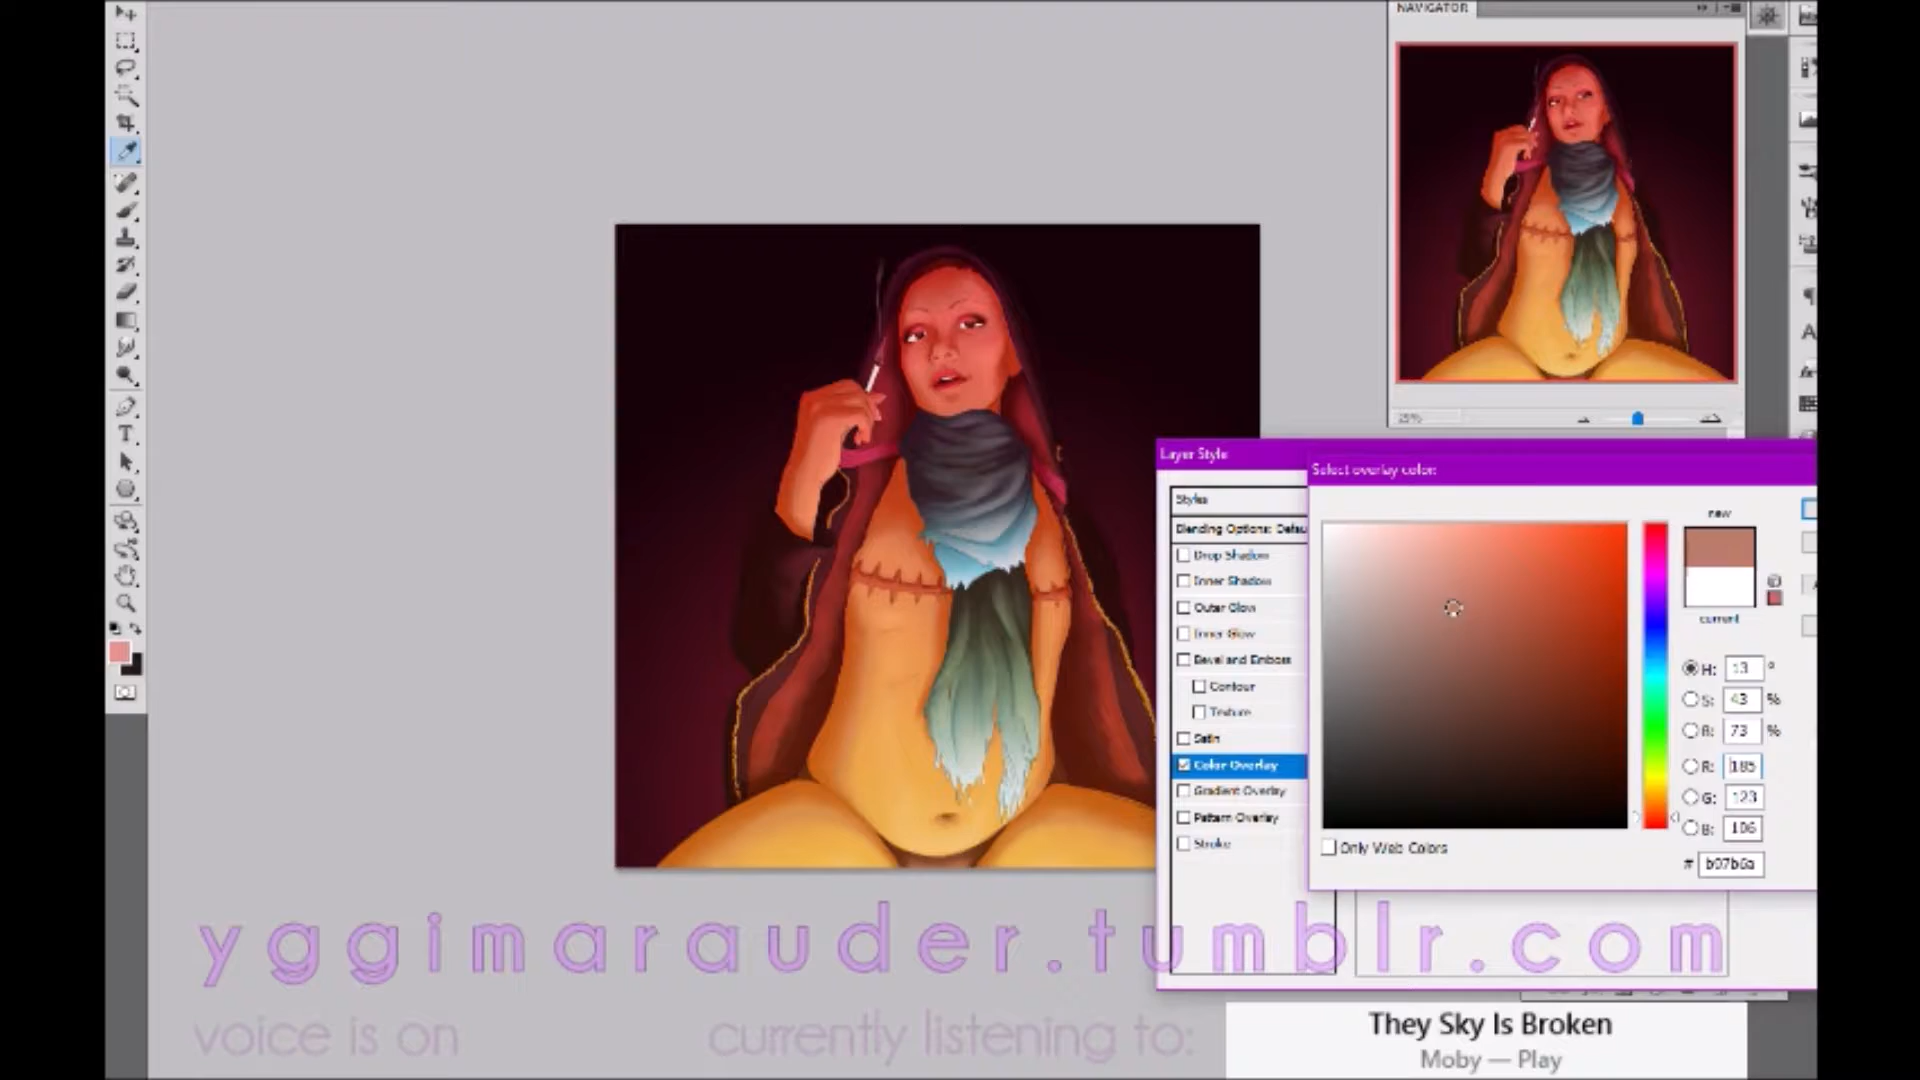 NAVIGATOR
25%
Layer Style
Select overlay color:
Styles
new
Blending Options: Defau
Drop Shadow
Inner Shadow
Outer Glow
current
Inner Glow
Bevel and Emboss
H: 13 °
Contour
S: 43 %
Texture
B: 73 %
Satin
Color Overlay
R: 185
Gradient Overlay
G: 123
Pattern Overlay
B: 106
Stroke
Only Web Colors
# b97b6a
yggimarauder.tumblr.com
voice is on
currently listening to:
They Sky Is Broken
Moby — Play